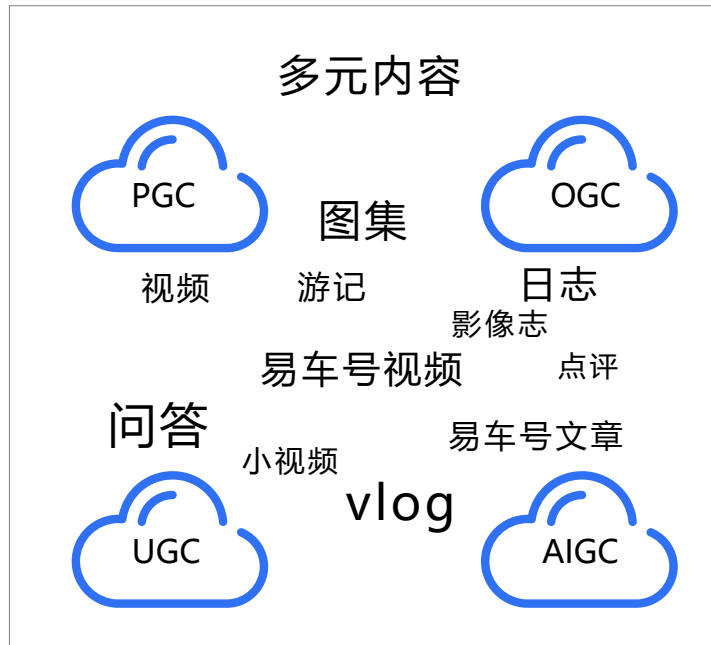 多元内容
PGC
OGC
图集
视频
游记
日志
影像志
易车号视频
点评
问答
易车号文章
小视频
vlog
UGC
AIGC